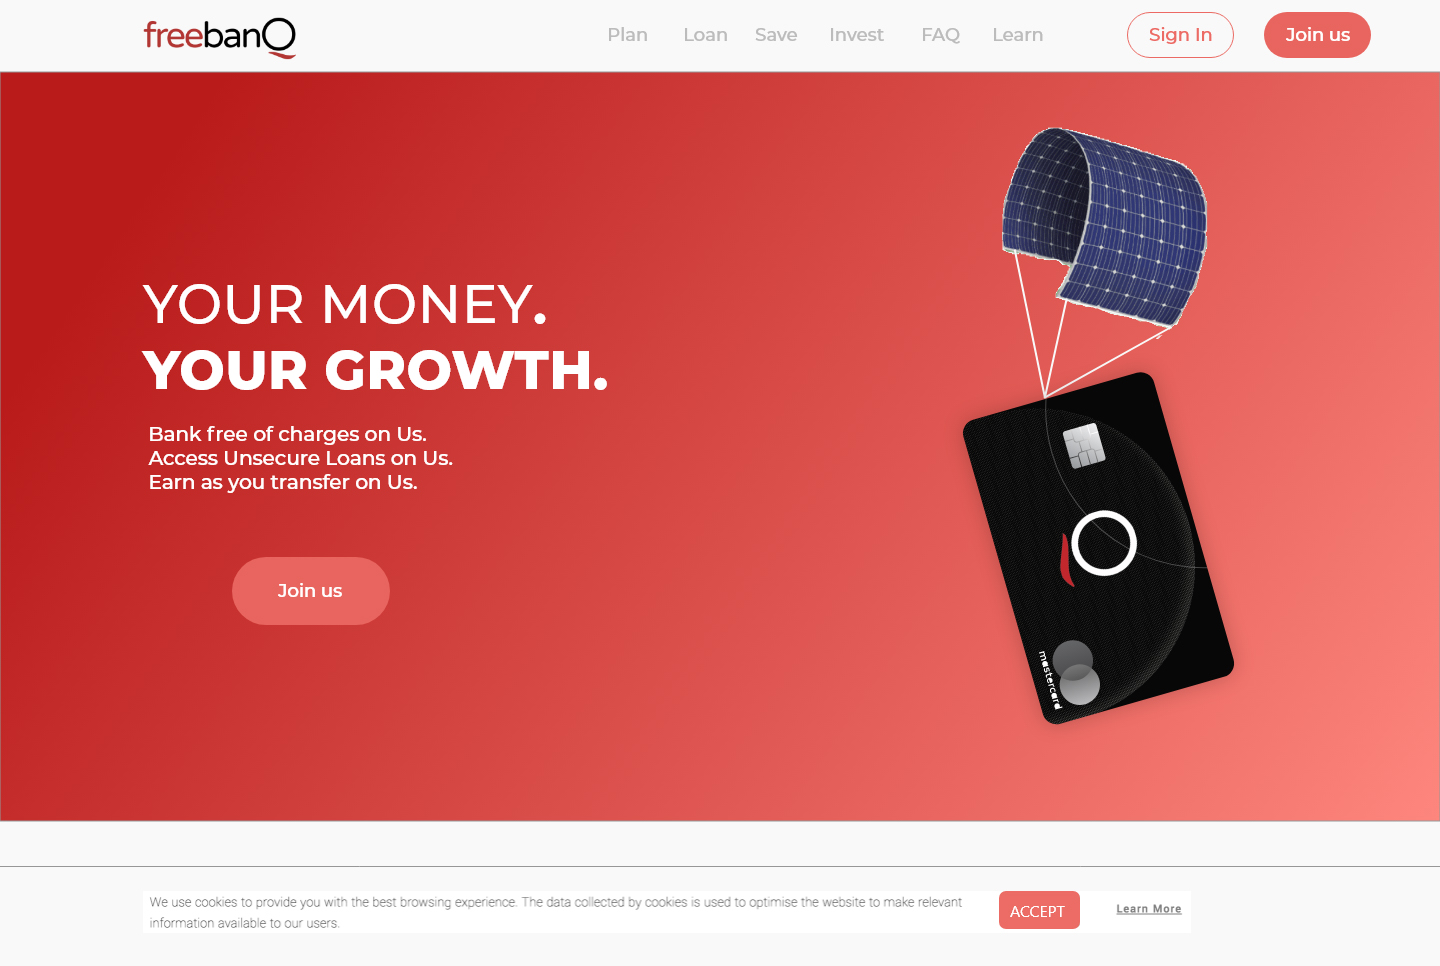 freebanQ
Plan Loan Save Invest FAQ Learn Sign In Join us
YOUR MONEY.
YOUR GROWTH.
Bank free of charges on Us.
Access Unsecure Loans on Us.
Earn as you transfer on Us.
Join us
mastercard
We use cookies to provide you with the best browsing experience. The data collected by cookies is used to optimise the website to make relevant
information available to our users.
ACCEPT
Learn More